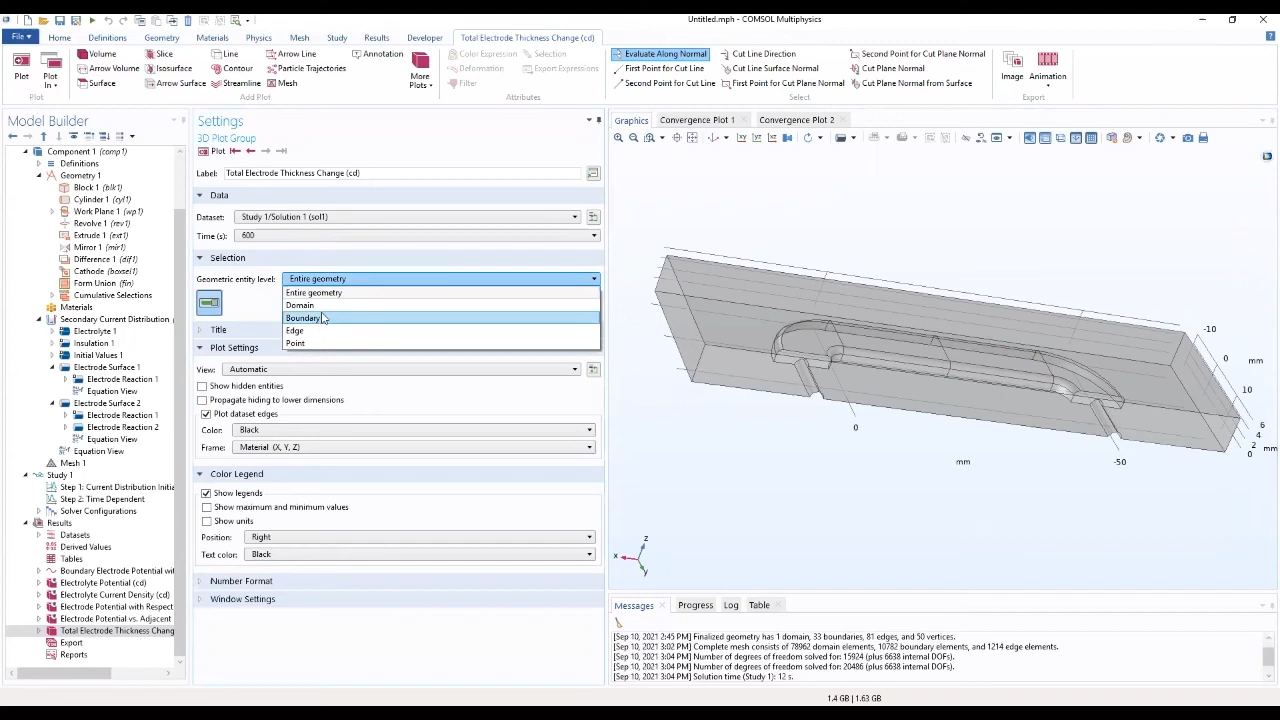 Untitled.mph - COMSOL Multiphysics
File
Home
Definitions
Geometry
Materials
Physics
Mesh
Study
Results
Developer
Total Electrode Thickness Change (cd)
Plot
Plot In
Volume
Arrow Volume
Surface
Slice
Isosurface
Arrow Surface
Line
Contour
Streamline
Arrow Line
Particle Trajectories
Mesh
Annotation
More Plots
Color Expression
Deformation
Filter
Selection
Export Expressions
Evaluate Along Normal
First Point for Cut Line
Second Point for Cut Line
Cut Line Direction
Cut Line Surface Normal
First Point for Cut Plane Normal
Second Point for Cut Plane Normal
Cut Plane Normal
Cut Plane Normal from Surface
Image
Animation
Plot
Add Plot
Attributes
Select
Export
Model Builder
Component 1 (comp1)
Definitions
Geometry 1
Block 1 (blk1)
Cylinder 1 (cyl1)
Work Plane 1 (wp1)
Revolve 1 (rev1)
Extrude 1 (ext1)
Mirror 1 (mir1)
Difference 1 (dif1)
Cathode (boxsel1)
Form Union (fin)
Cumulative Selections
Materials
Secondary Current Distribution
Electrolyte 1
Insulation 1
Initial Values 1
Electrode Surface 1
Electrode Reaction 1
Equation View
Electrode Surface 2
Electrode Reaction 1
Electrode Reaction 2
Equation View
Equation View
Mesh 1
Study 1
Step 1: Current Distribution Initia
Step 2: Time Dependent
Solver Configurations
Results
Datasets
Derived Values
Tables
Boundary Electrode Potential wit
Electrolyte Potential (cd)
Electrolyte Current Density (cd)
Electrode Potential with Respect
Electrode Potential vs. Adjacent
Total Electrode Thickness Chang
Export
Reports
Settings
3D Plot Group
Plot
Label: Total Electrode Thickness Change (cd)
Data
Dataset: Study 1/Solution 1 (sol1)
Time (s): 600
Selection
Geometric entity level: Entire geometry
Entire geometry
Domain
Boundary
Edge
Point
Title
Plot Settings
View: Automatic
Show hidden entities
Propagate hiding to lower dimensions
Plot dataset edges
Color: Black
Frame: Material (X, Y, Z)
Color Legend
Show legends
Show maximum and minimum values
Show units
Position: Right
Text color: Black
Number Format
Window Settings
Graphics
Convergence Plot 1
Convergence Plot 2
-10
0
mm
10
6
4
2
mm
0
0
mm
-50
z
x
y
Messages
Progress
Log
Table
[Sep 10, 2021 2:45 PM] Finalized geometry has 1 domain, 33 boundaries, 81 edges, and 50 vertices.
[Sep 10, 2021 3:02 PM] Complete mesh consists of 78962 domain elements, 10782 boundary elements, and 1214 edge elements.
[Sep 10, 2021 3:04 PM] Number of degrees of freedom solved for: 15924 (plus 6638 internal DOFs).
[Sep 10, 2021 3:04 PM] Number of degrees of freedom solved for: 20486 (plus 6638 internal DOFs).
[Sep 10, 2021 3:04 PM] Solution time (Study 1): 12 s.
1.4 GB | 1.63 GB